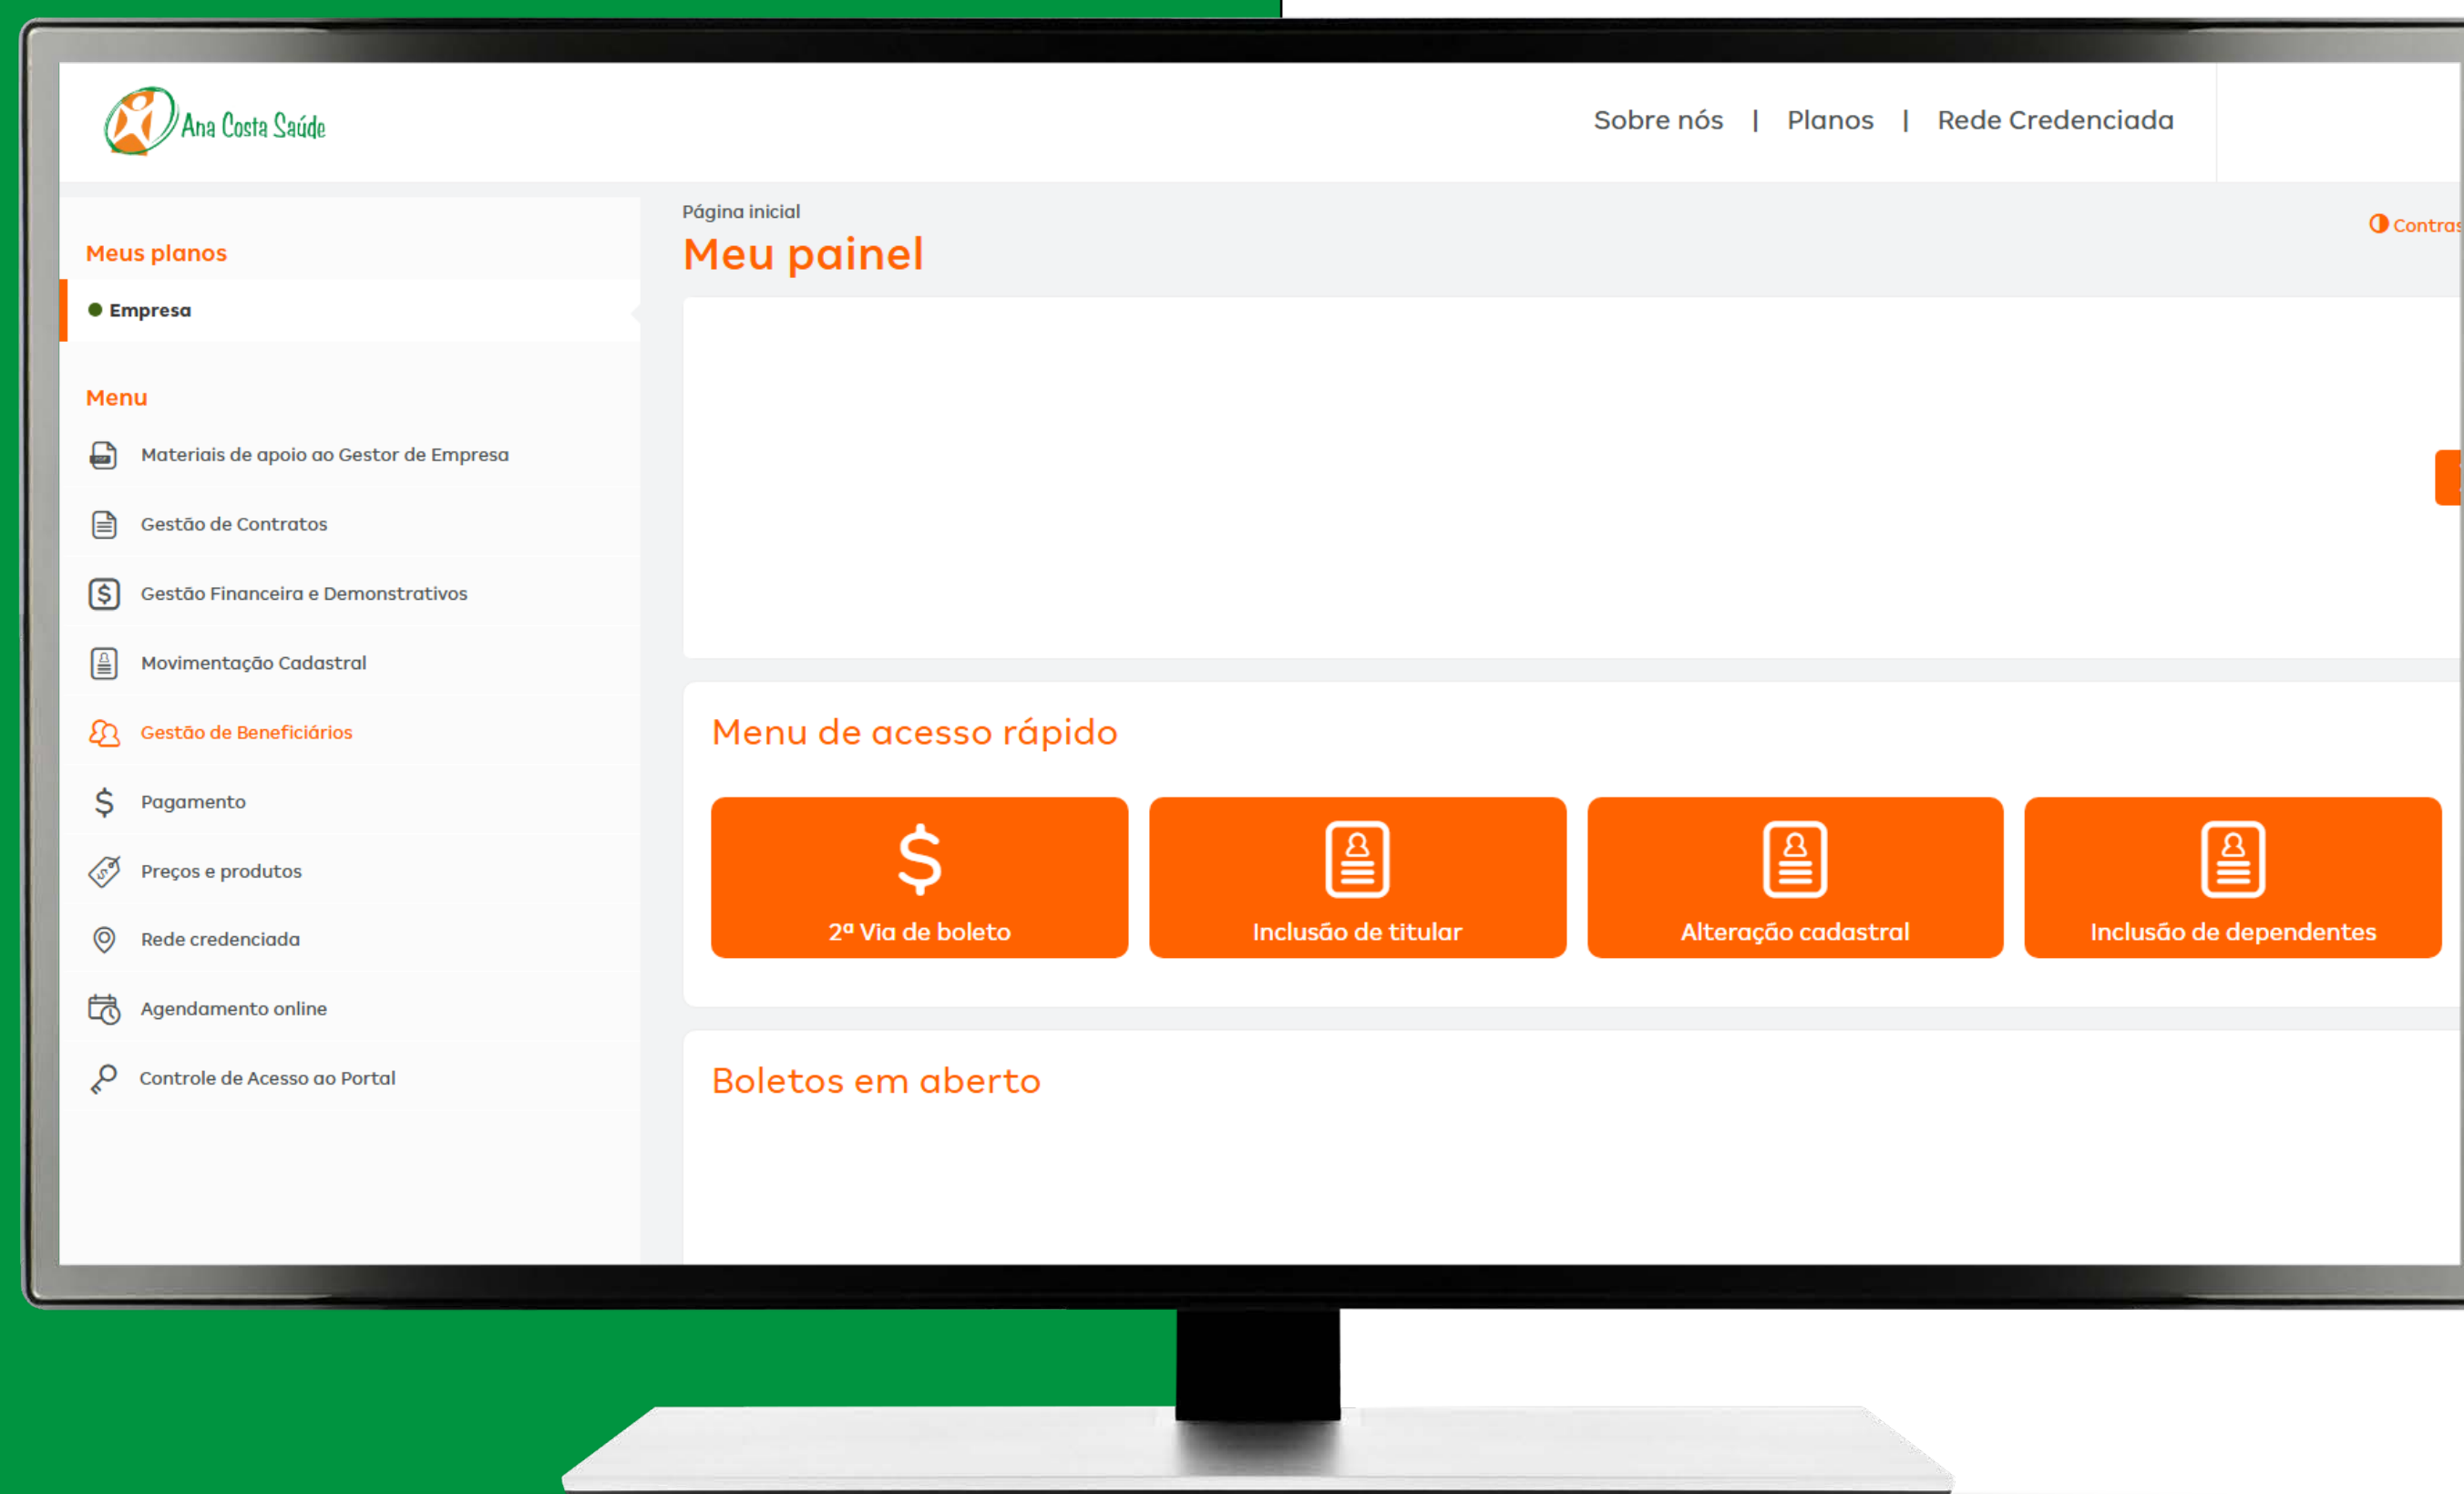 Ana Costa Saúde
Sobre nós | Planos | Rede Credenciada
Página inicial
Meu painel
Meus planos
Empresa
Menu
Materiais de apoio ao Gestor de Empresa
Gestão de Contratos
Gestão Financeira e Demonstrativos
Movimentação Cadastral
Gestão de Beneficiários
Pagamento
Preços e produtos
Rede credenciada
Agendamento online
Controle de Acesso ao Portal
Menu de acesso rápido
2ª Via de boleto
Inclusão de titular
Alteração cadastral
Inclusão de dependentes
Boletos em aberto